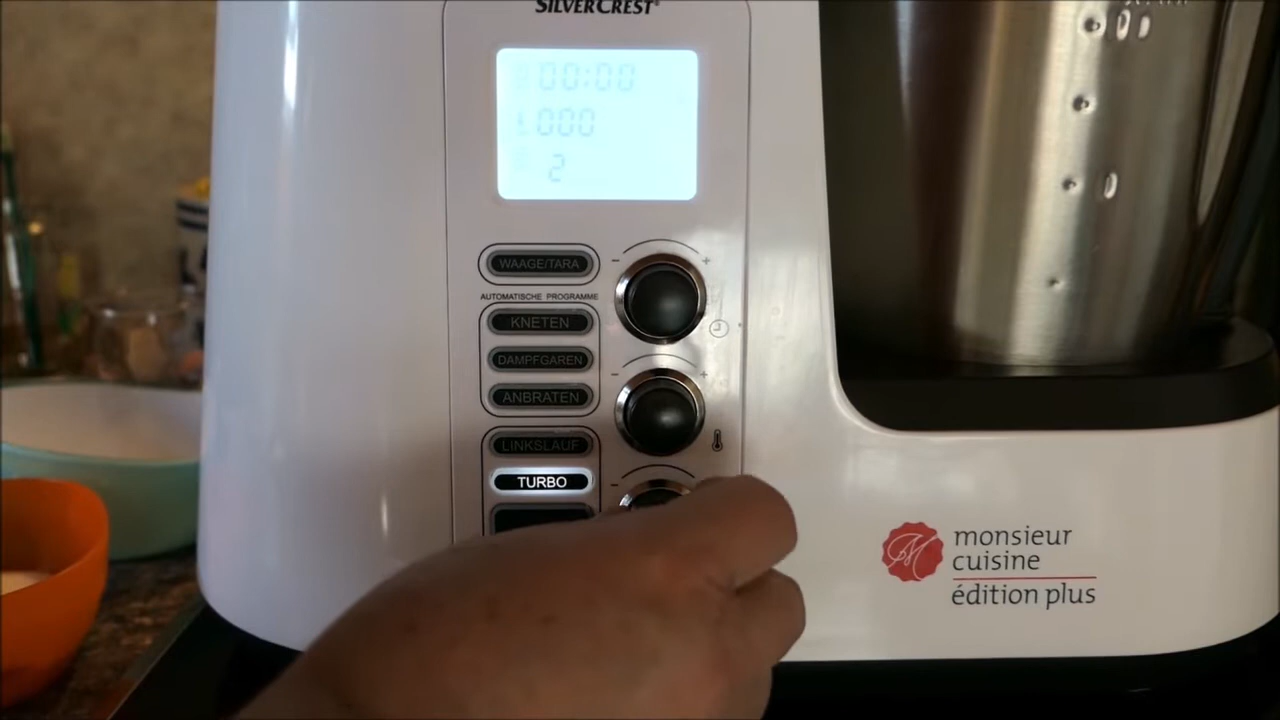 SILVERCREST®
00:00
000
2
WAAGE/TARA
AUTOMATISCHE PROGRAMME
KNETEN
DAMPFGAREN
ANBRATEN
LINKSLAUF
TURBO
- +
- +
-
monsieur
cuisine
édition plus